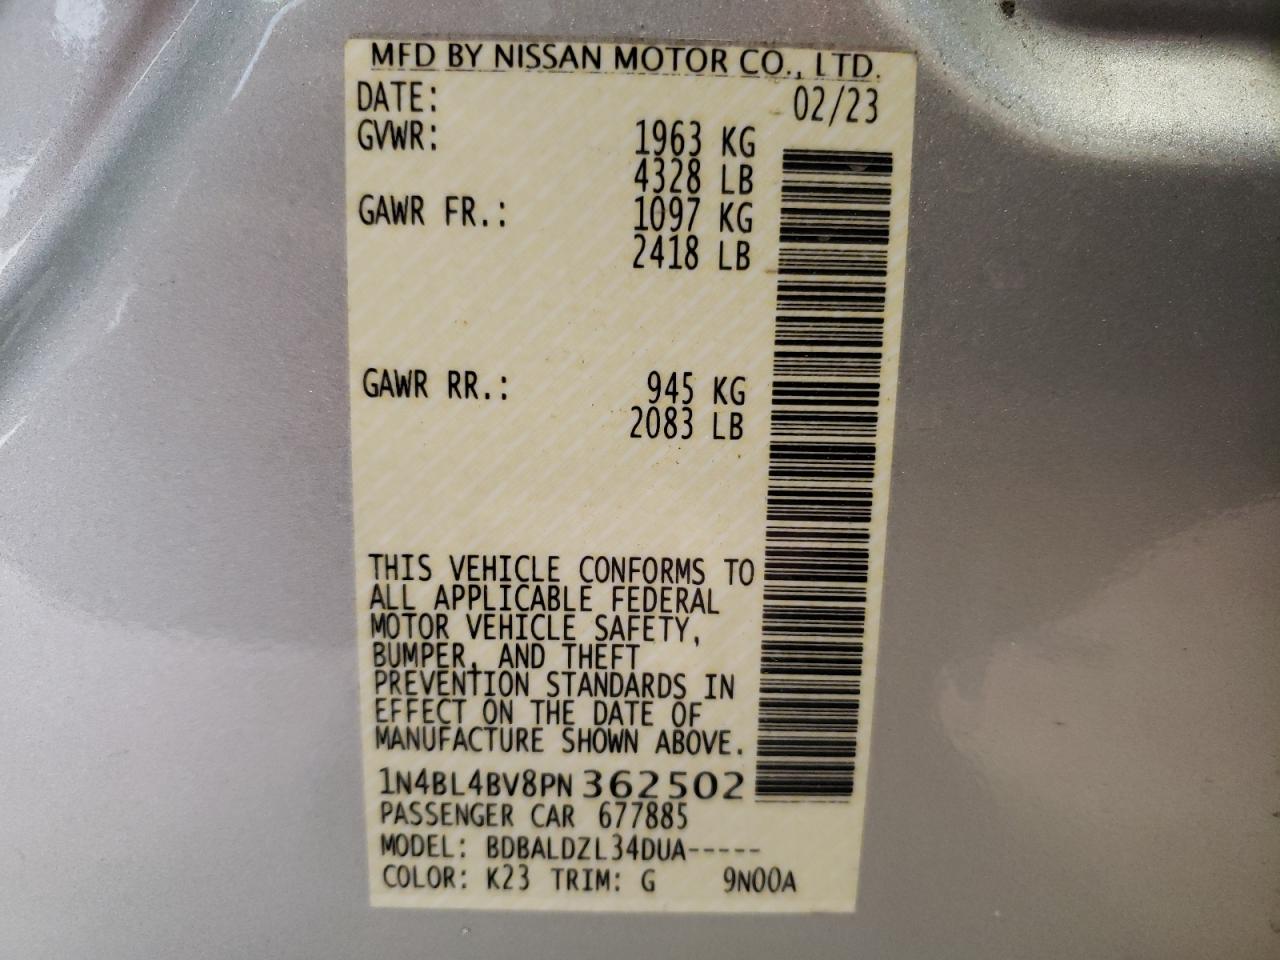 MFD BY NISSAN MOTOR CO., LTD.
DATE: 02/23
GVWR: 1963 KG
4328 LB
GAWR FR.: 1097 KG
2418 LB
GAWR RR.: 945 KG
2083 LB
THIS VEHICLE CONFORMS TO
ALL APPLICABLE FEDERAL
MOTOR VEHICLE SAFETY,
BUMPER, AND THEFT
PREVENTION STANDARDS IN
EFFECT ON THE DATE OF
MANUFACTURE SHOWN ABOVE.
1N4BL4BV8PN362502
PASSENGER CAR 677885
MODEL: BDBALDZL34DUA-----
COLOR: K23 TRIM: G 9N00A